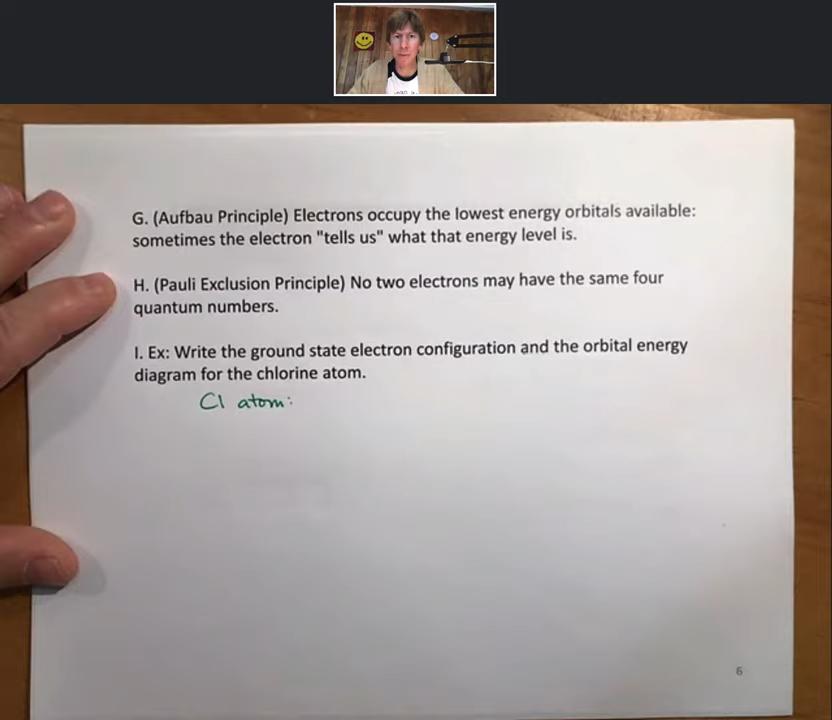 G. (Aufbau Principle) Electrons occupy the lowest energy orbitals available:
sometimes the electron "tells us" what that energy level is.
H. (Pauli Exclusion Principle) No two electrons may have the same four
quantum numbers.
I. Ex: Write the ground state electron configuration and the orbital energy
diagram for the chlorine atom.
Cl atom:
6